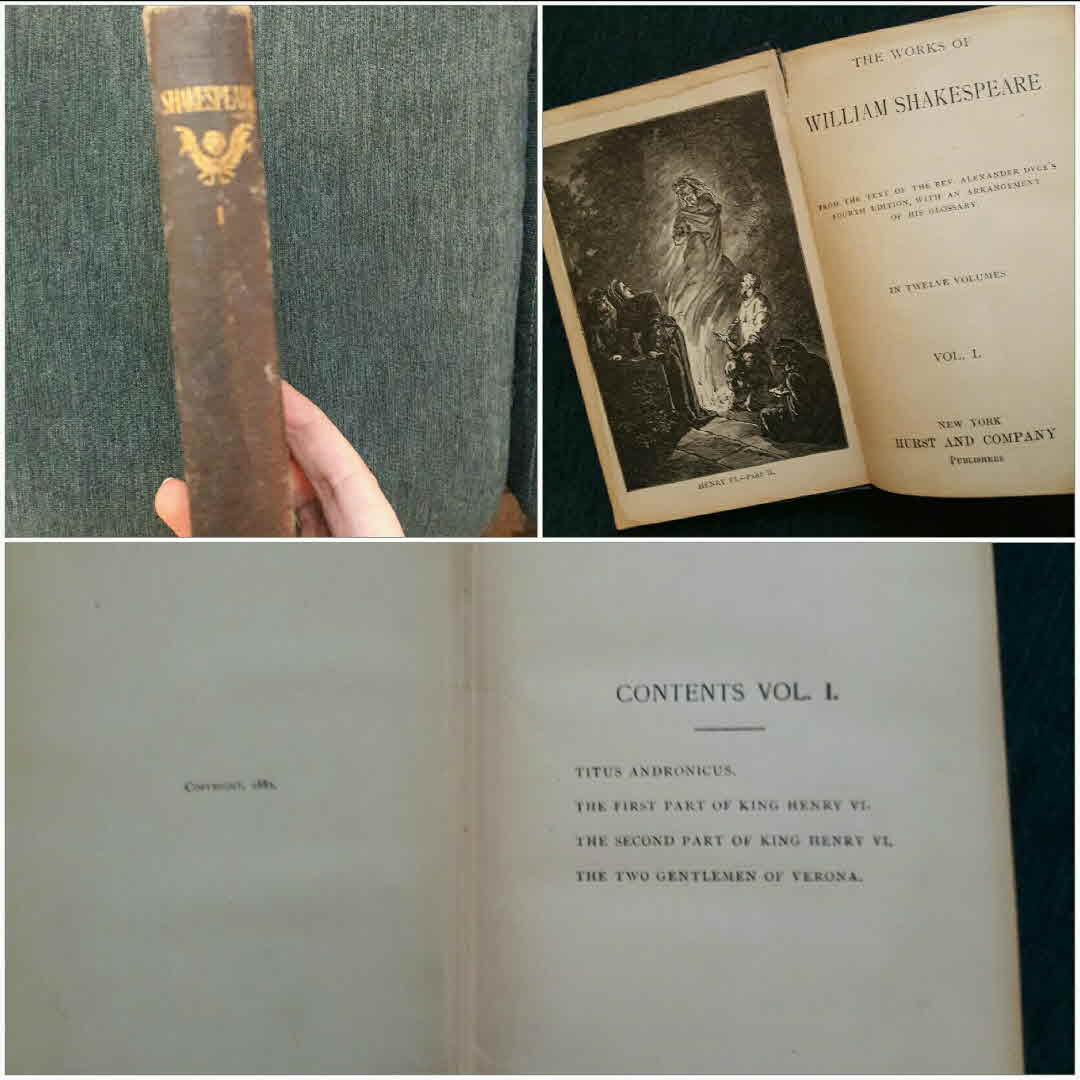 SHAKESPEARE
I
THE WORKS OF
WILLIAM SHAKESPEARE
FROM THE TEXT OF THE REV. ALEXANDER DYCE'S
FOURTH EDITION, WITH AN ARRANGEMENT
OF HIS GLOSSARY
IN TWELVE VOLUMES
VOL. I.
NEW YORK
HURST AND COMPANY
PUBLISHERS
HENRY VI.—PART II.
COPYRIGHT,
CONTENTS VOL. I.
TITUS ANDRONICUS.
THE FIRST PART OF KING HENRY VI.
THE SECOND PART OF KING HENRY VI.
THE TWO GENTLEMEN OF VERONA.